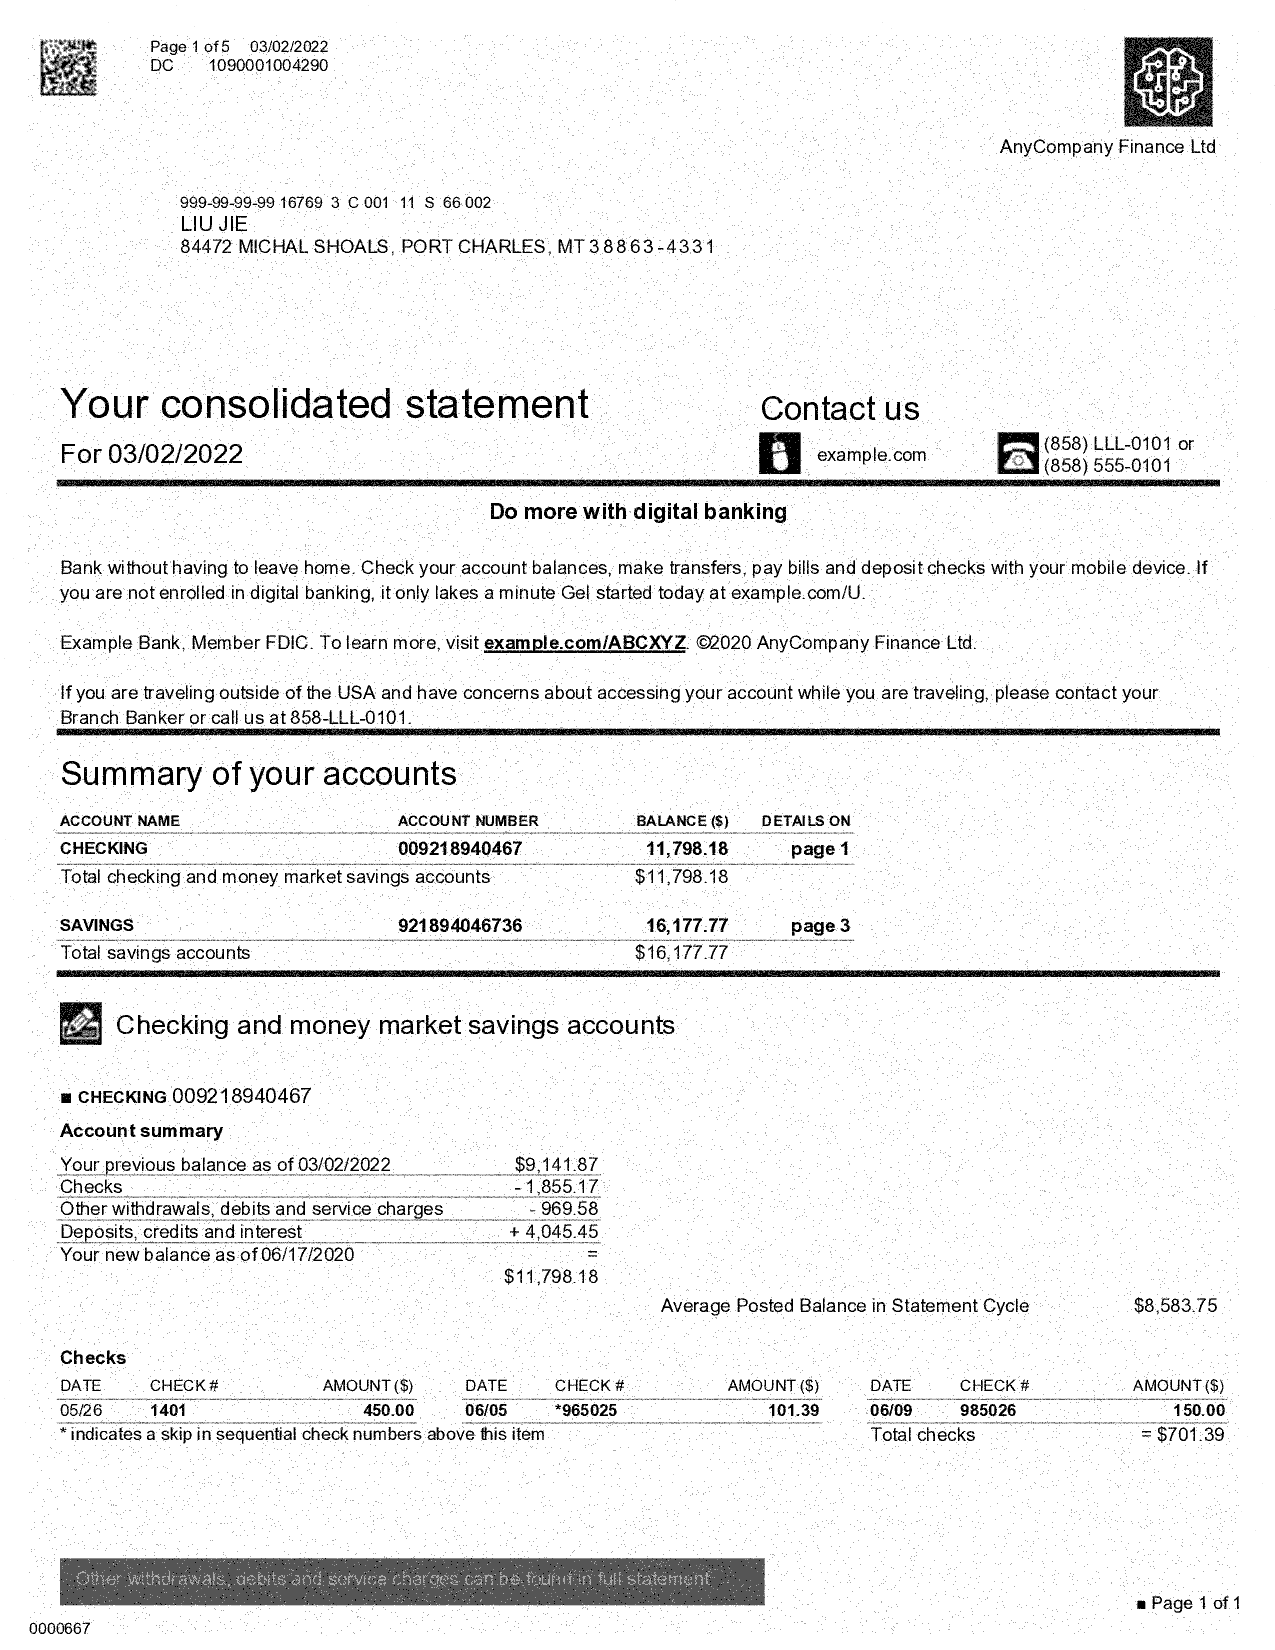 Page 1 of 5 03/02/2022
DC 1090001004290
AnyCompany Finance Ltd
999-99-99-99 16769 3 C 001 11 S 66 002
LIU JIE
84472 MICHAL SHOALS, PORT CHARLES, MT 38863-4331
Your consolidated statement
For 03/02/2022
Contact us
example.com
(858) LLL-0101 or
(858) 555-0101
Do more with digital banking
Bank without having to leave home. Check your account balances, make transfers, pay bills and deposit checks with your mobile device. If
you are not enrolled in digital banking, it only lakes a minute Gel started today at example.com/U.
Example Bank, Member FDIC. To learn more, visit example.com/ABCXYZ. ©2020 AnyCompany Finance Ltd.
If you are traveling outside of the USA and have concerns about accessing your account while you are traveling, please contact your
Branch Banker or call us at 858-LLL-0101.
Summary of your accounts
ACCOUNT NAME ACCOUNT NUMBER BALANCE ($) DETAILS ON
CHECKING 009218940467 11,798.18 page 1
Total checking and money market savings accounts $11,798.18
SAVINGS 921894046736 16,177.77 page 3
Total savings accounts $16,177.77
Checking and money market savings accounts
■ CHECKING 009218940467
Account summary
Your previous balance as of 03/02/2022 $9,141.87
Checks - 1,855.17
Other withdrawals, debits and service charges - 969.58
Deposits, credits and interest + 4,045.45
Your new balance as of 06/17/2020 =
$11,798.18
Average Posted Balance in Statement Cycle $8,583.75
Checks
DATE CHECK # AMOUNT ($) DATE CHECK # AMOUNT ($) DATE CHECK # AMOUNT ($)
05/26 1401 450.00 06/05 *965025 101.39 06/09 985026 150.00
* indicates a skip in sequential check numbers above this item Total checks = $701.39
Other withdrawals, debits and service charges can be found in full statement
■ Page 1 of 1
0000667